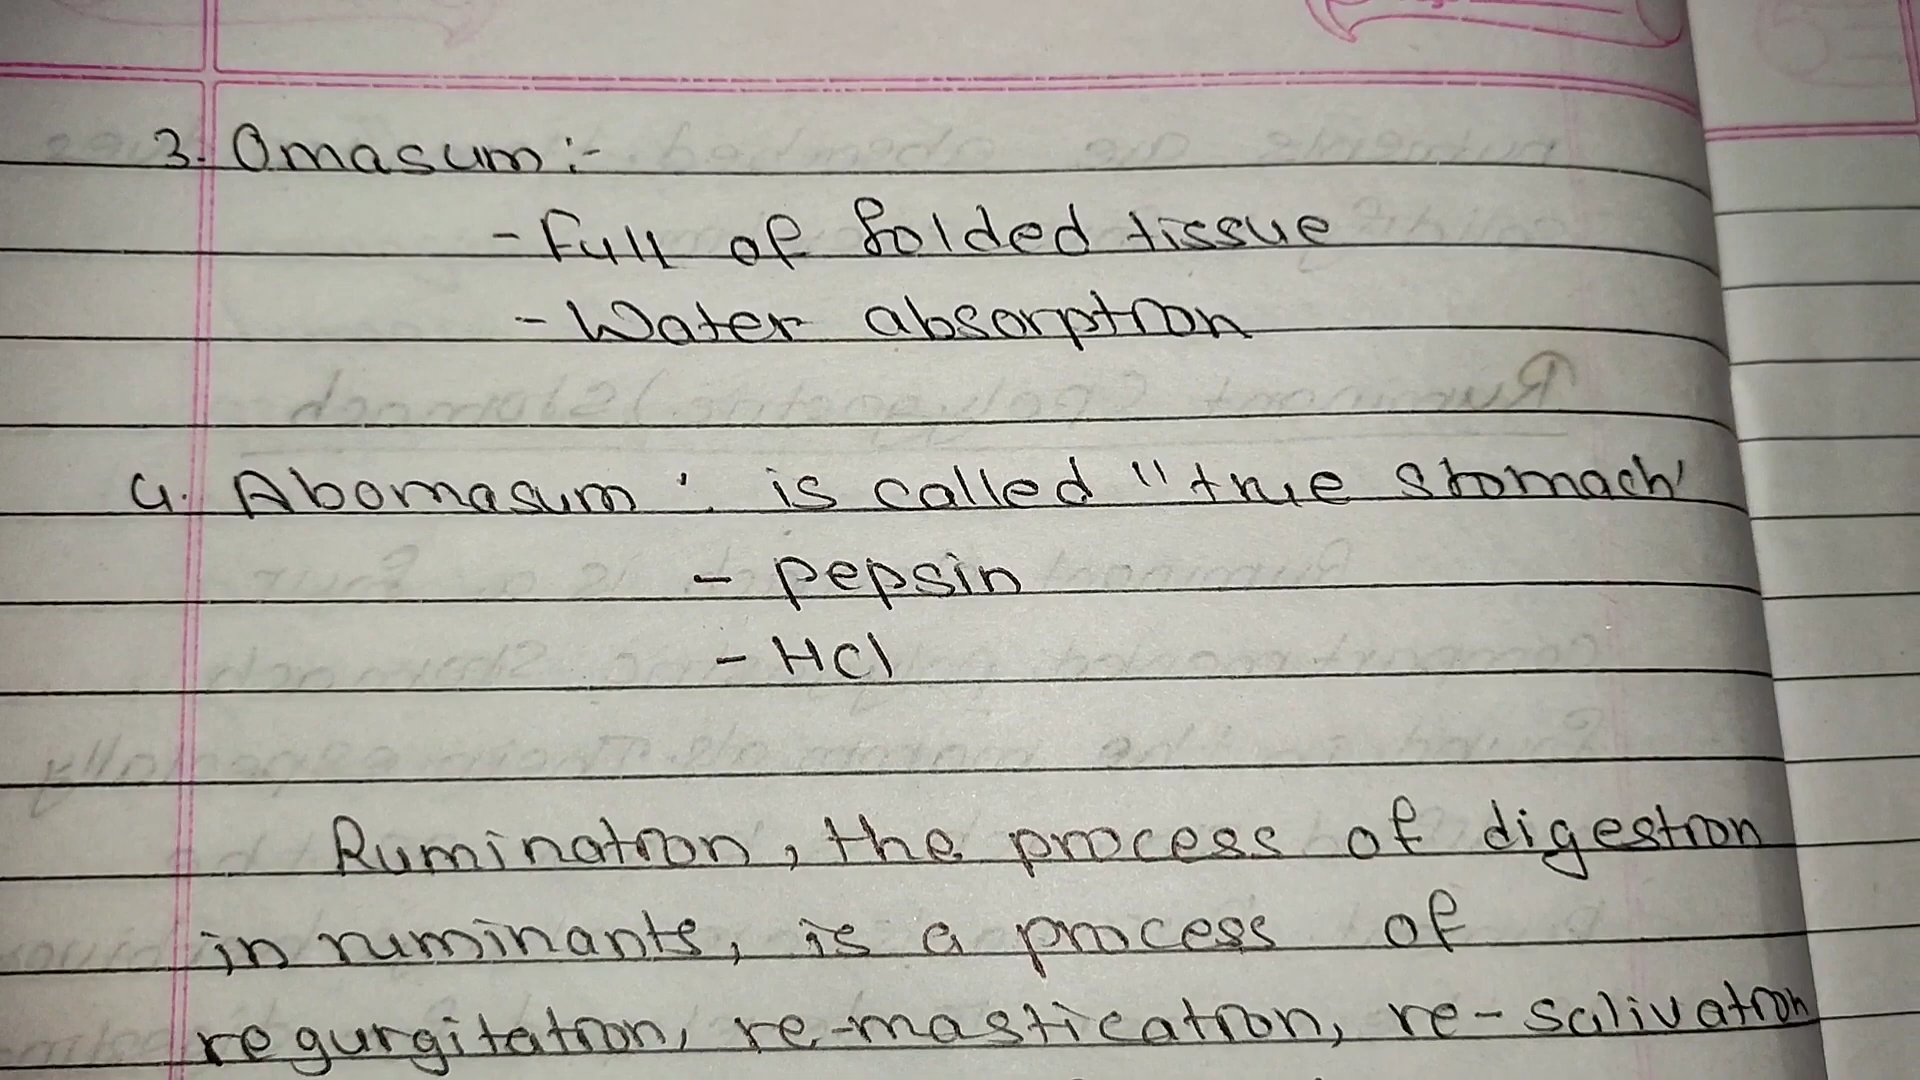 3. Omasum:-
- Full of folded tissue
- Water absorption
4. Abomasum : is called "true stomach'
- pepsin
- HCl
Rumination, the process of digestion
in ruminants, is a process of
regurgitation, re-mastication, re-salivation